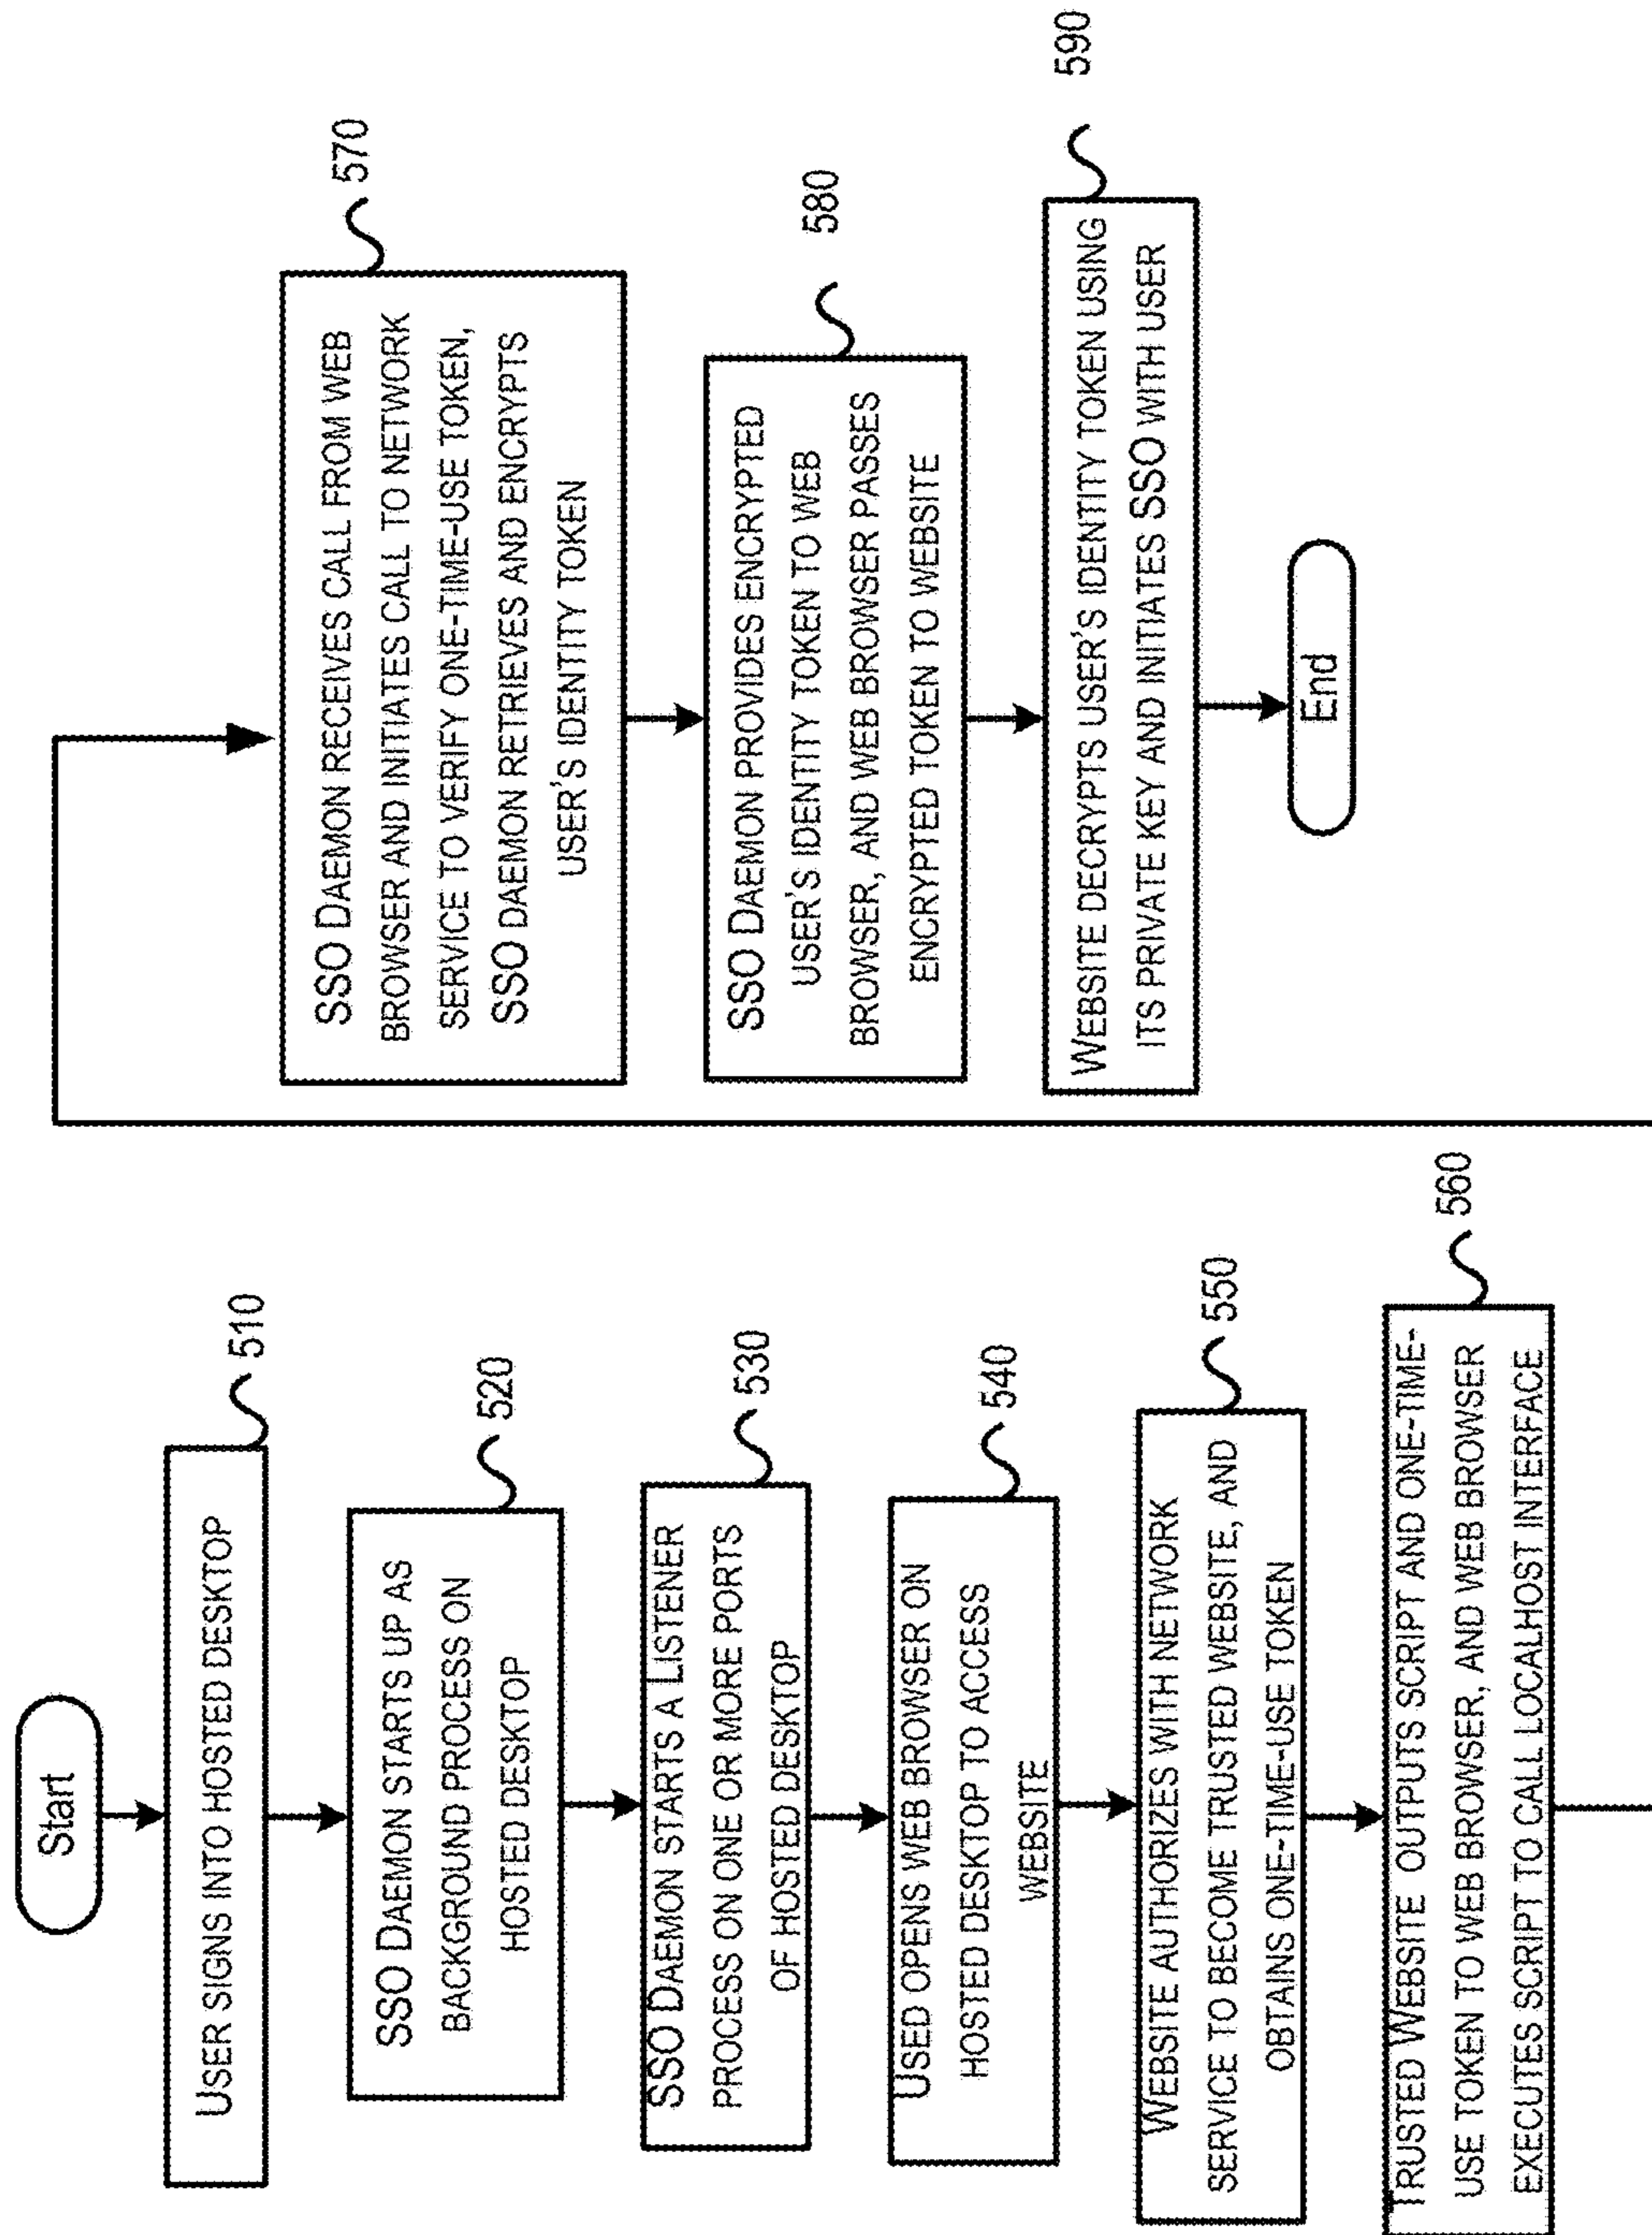 Start
USER SIGNS INTO HOSTED DESKTOP
510
SSO DAEMON STARTS UP AS
BACKGROUND PROCESS ON
HOSTED DESKTOP
520
SSO DAEMON STARTS A LISTENER
PROCESS ON ONE OR MORE PORTS
OF HOSTED DESKTOP
530
USED OPENS WEB BROWSER ON
HOSTED DESKTOP TO ACCESS
WEBSITE
540
WEBSITE AUTHORIZES WITH NETWORK
SERVICE TO BECOME TRUSTED WEBSITE, AND
OBTAINS ONE-TIME-USE TOKEN
550
TRUSTED WEBSITE OUTPUTS SCRIPT AND ONE-TIME-
USE TOKEN TO WEB BROWSER, AND WEB BROWSER
EXECUTES SCRIPT TO CALL LOCALHOST INTERFACE
560
SSO DAEMON RECEIVES CALL FROM WEB
BROWSER AND INITIATES CALL TO NETWORK
SERVICE TO VERIFY ONE-TIME-USE TOKEN,
SSO DAEMON RETRIEVES AND ENCRYPTS
USER'S IDENTITY TOKEN
570
SSO DAEMON PROVIDES ENCRYPTED
USER'S IDENTITY TOKEN TO WEB
BROWSER, AND WEB BROWSER PASSES
ENCRYPTED TOKEN TO WEBSITE
580
WEBSITE DECRYPTS USER'S IDENTITY TOKEN USING
ITS PRIVATE KEY AND INITIATES SSO WITH USER
590
End